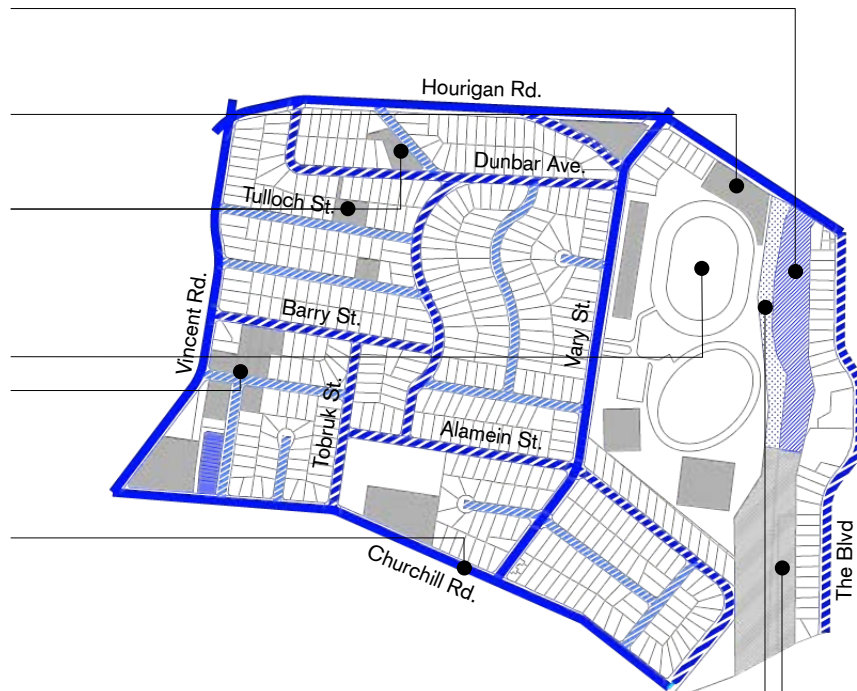 Hourigan Rd.
Dunbar Ave.
Tulloch St.
Vincent Rd.
Barry St.
Vary St.
Tobruk St.
Alamein St.
Churchill Rd.
The Blvd